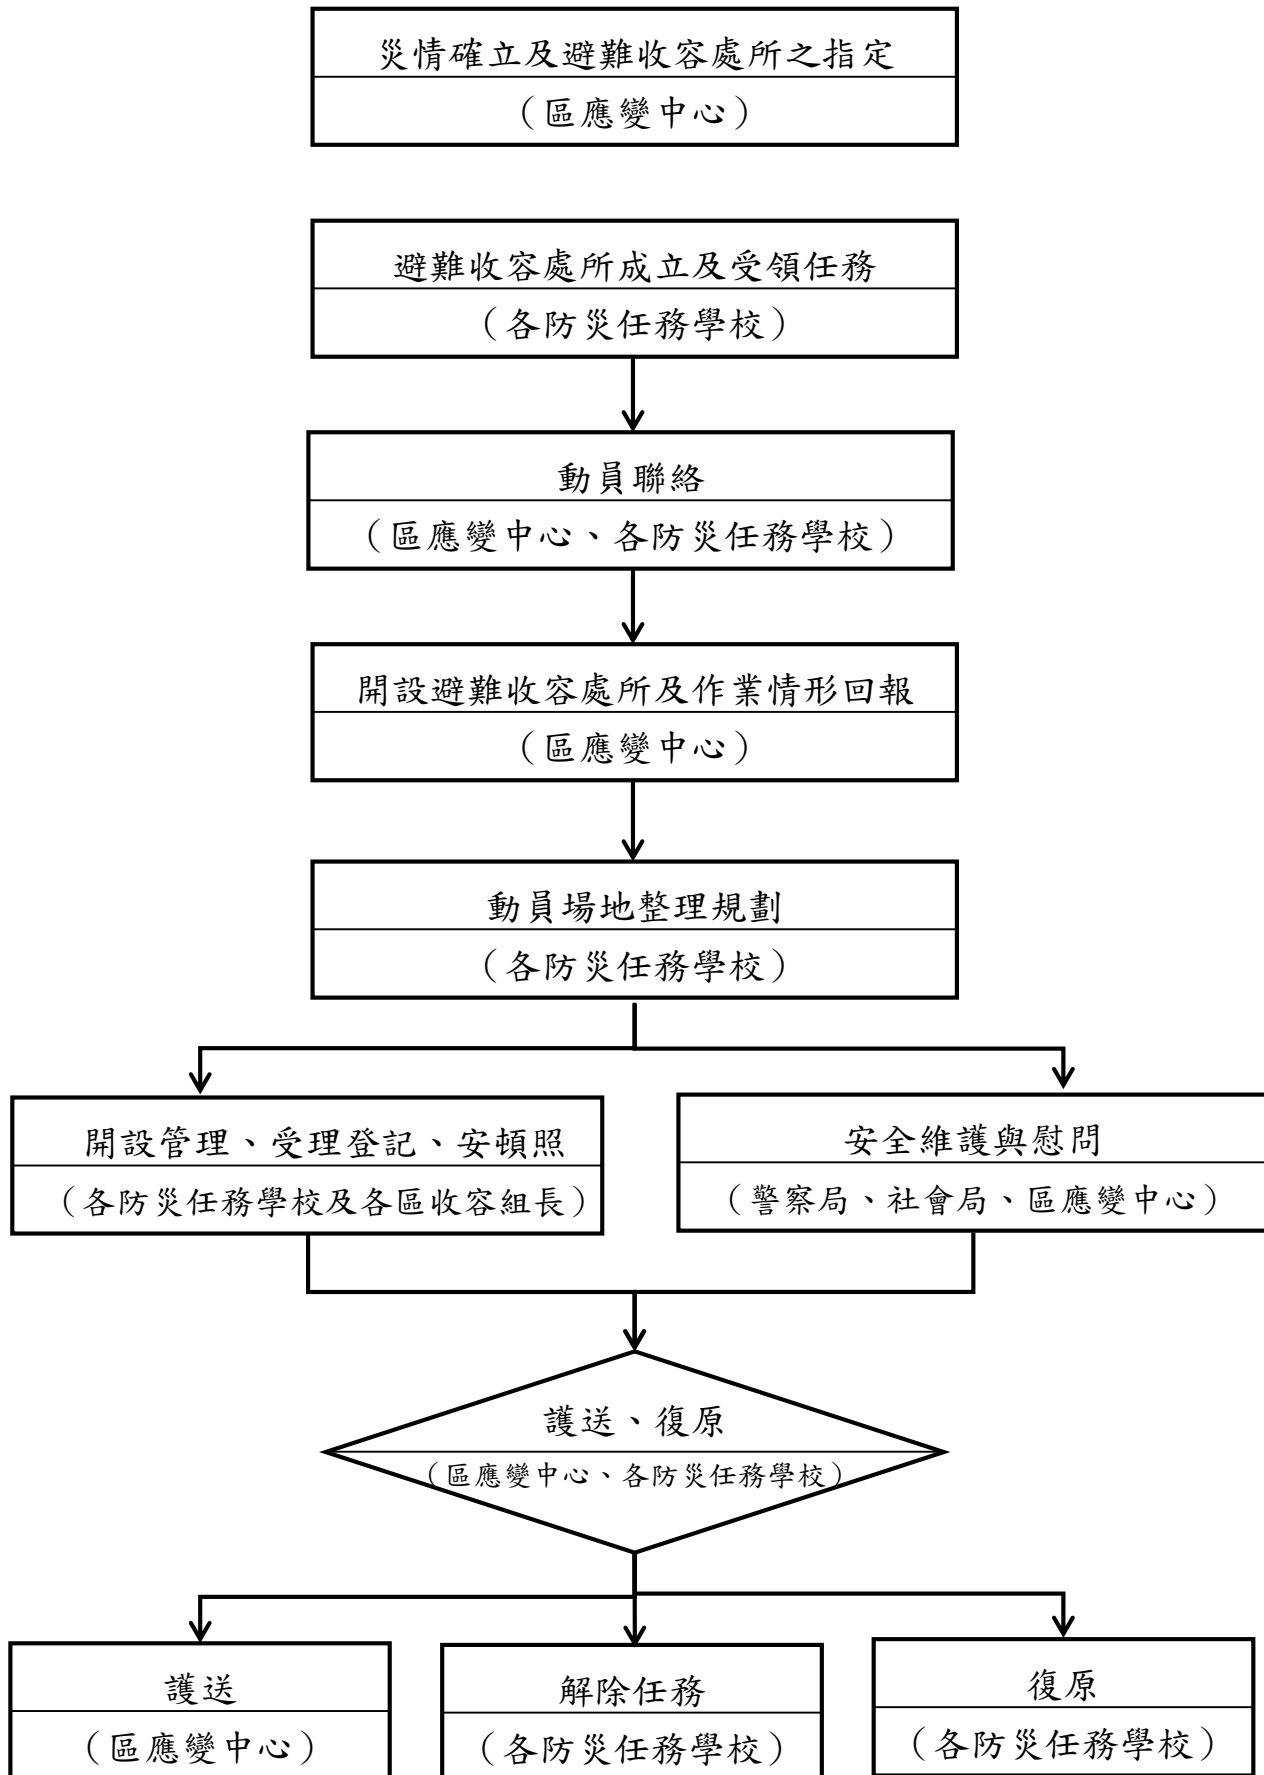 災情確立及避難收容處所之指定
（區應變中心）
避難收容處所成立及受領任務
（各防災任務學校）
動員聯絡
（區應變中心、各防災任務學校）
開設避難收容處所及作業情形回報
（區應變中心）
動員場地整理規劃
（各防災任務學校）
開設管理、受理登記、安頓照
（各防災任務學校及各區收容組長）
安全維護與慰問
（警察局、社會局、區應變中心）
護送、復原
（區應變中心、各防災任務學校）
護送
（區應變中心）
解除任務
（各防災任務學校）
復原
（各防災任務學校）